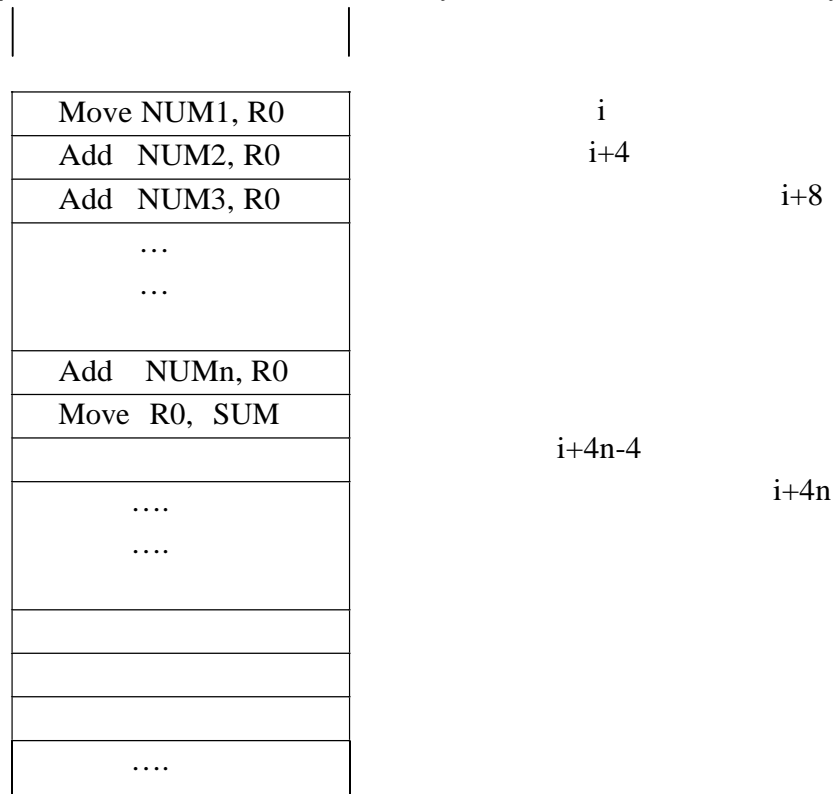 Move NUM1, R0 i
Add NUM2, R0 i+4
Add NUM3, R0 i+8
…
…
Add NUMn, R0
Move R0, SUM
i+4n-4
i+4n
….
….
….